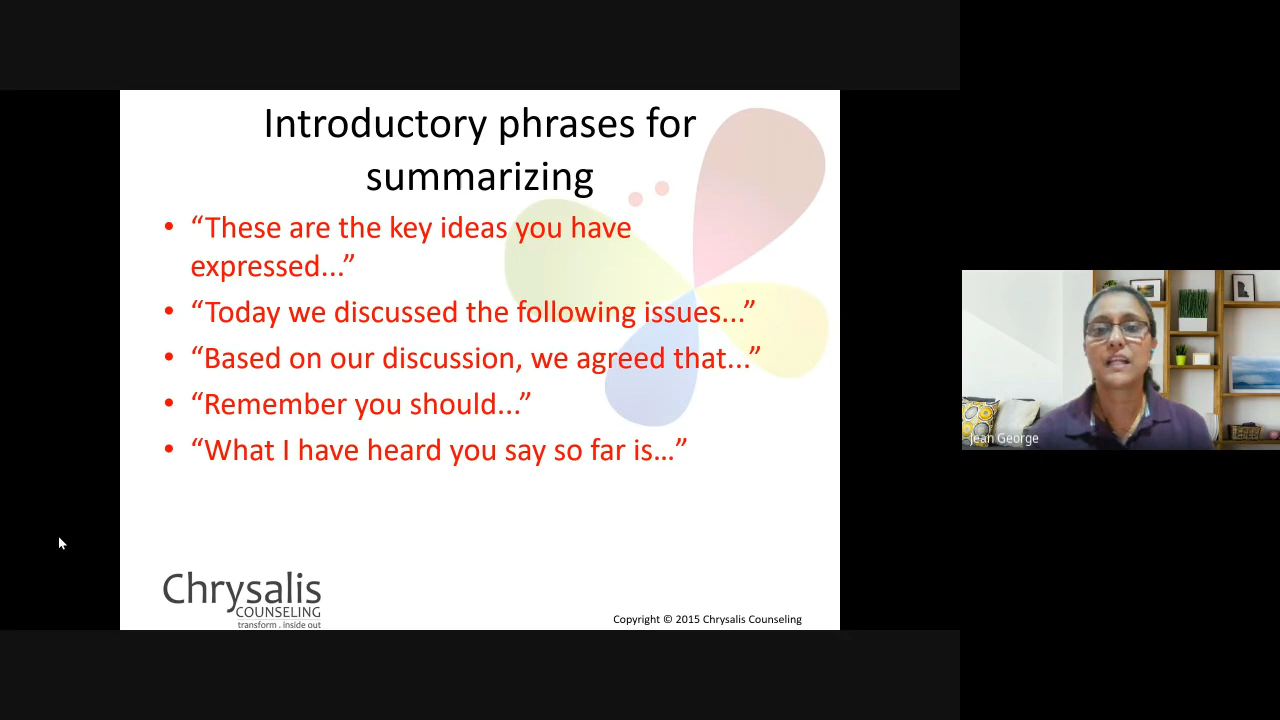 Introductory phrases for
summarizing
• “These are the key ideas you have
expressed...”
• “Today we discussed the following issues...”
• “Based on our discussion, we agreed that...”
• “Remember you should...”
• “What I have heard you say so far is...”
Chrysalis
COUNSELING
transform . inside out
Copyright © 2015 Chrysalis Counseling
Jean George